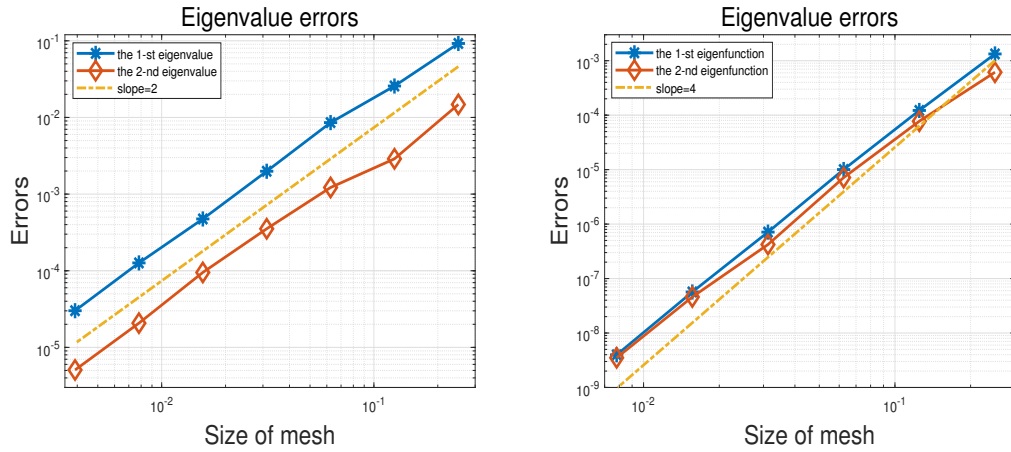 Eigenvalue errors
10^-1
10^-2
10^-3
10^-4
10^-5
Errors
the 1-st eigenvalue
the 2-nd eigenvalue
slope=2
10^-2
10^-1
Size of mesh
Eigenvalue errors
10^-3
10^-4
10^-5
10^-6
10^-7
10^-8
10^-9
Errors
the 1-st eigenfunction
the 2-nd eigenfunction
slope=4
10^-2
10^-1
Size of mesh